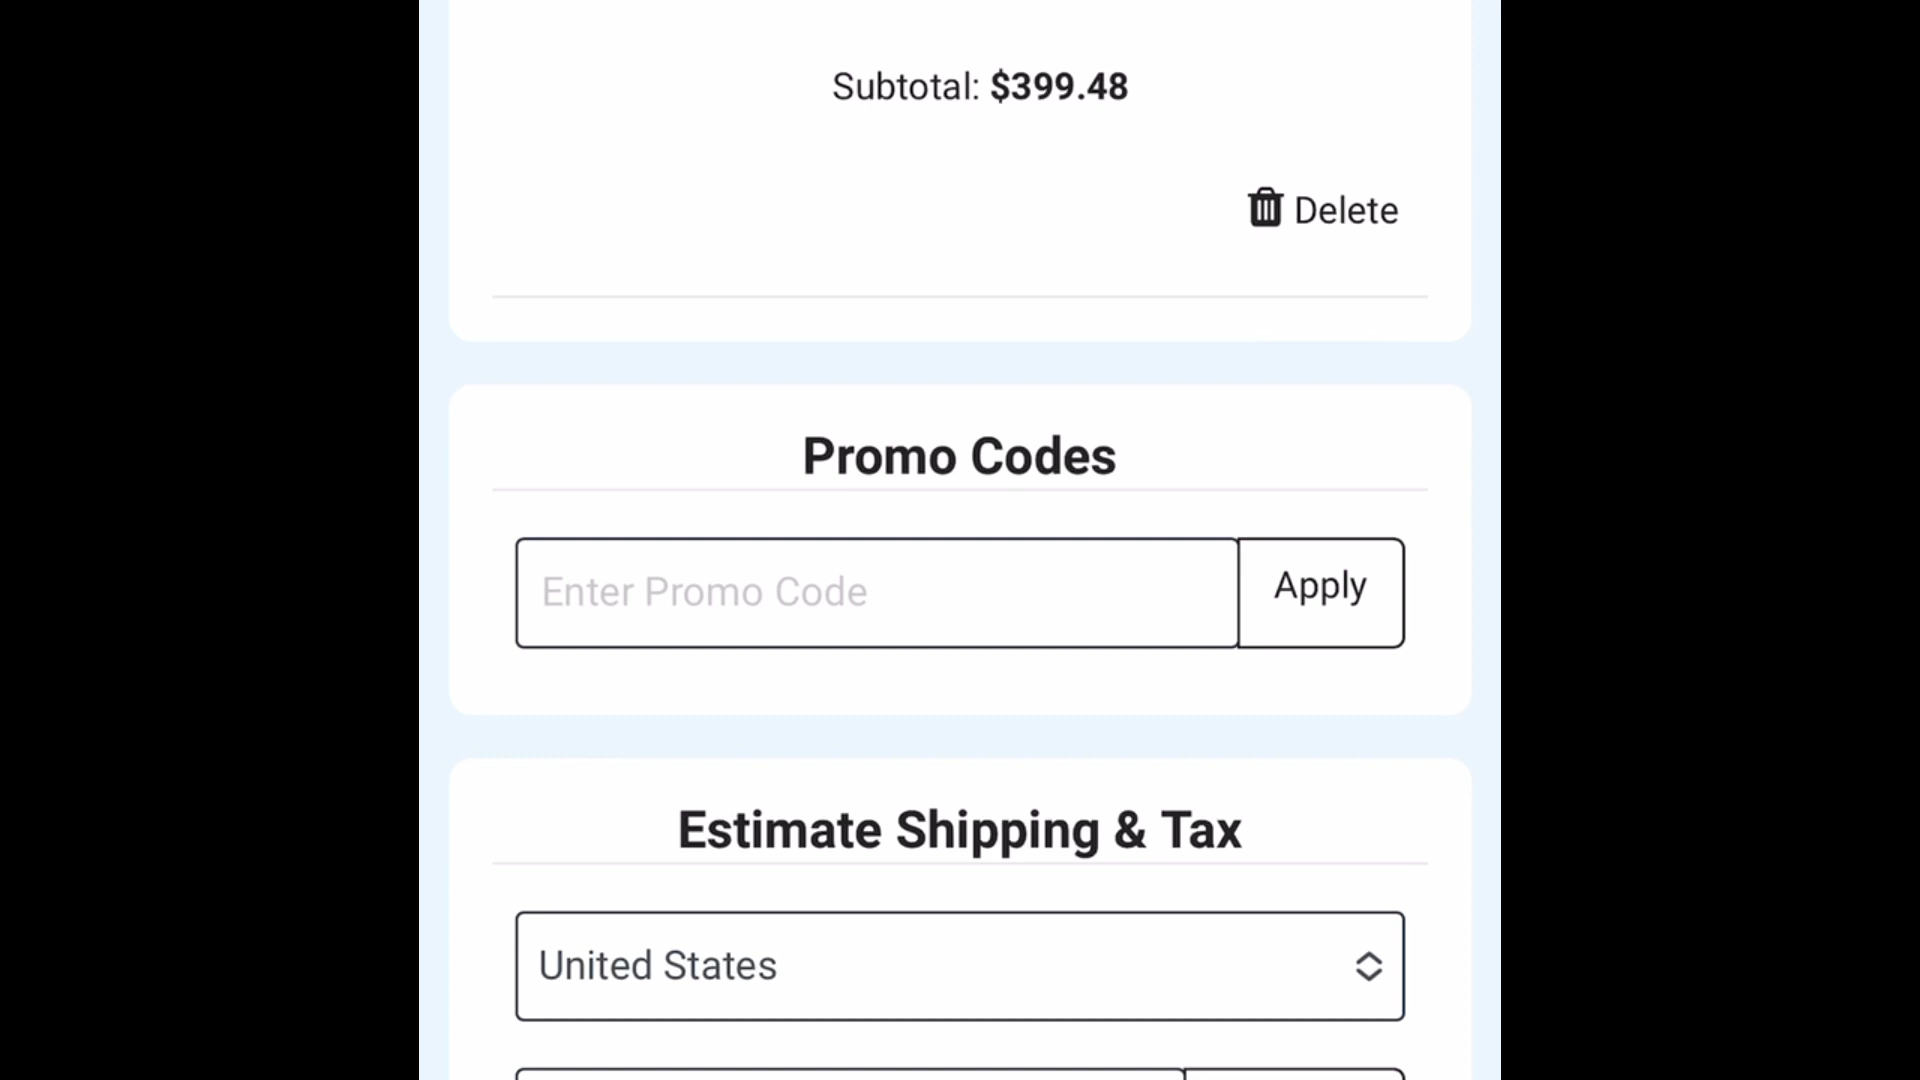 Subtotal: $399.48
Delete
Promo Codes
Enter Promo Code
Apply
Estimate Shipping & Tax
United States